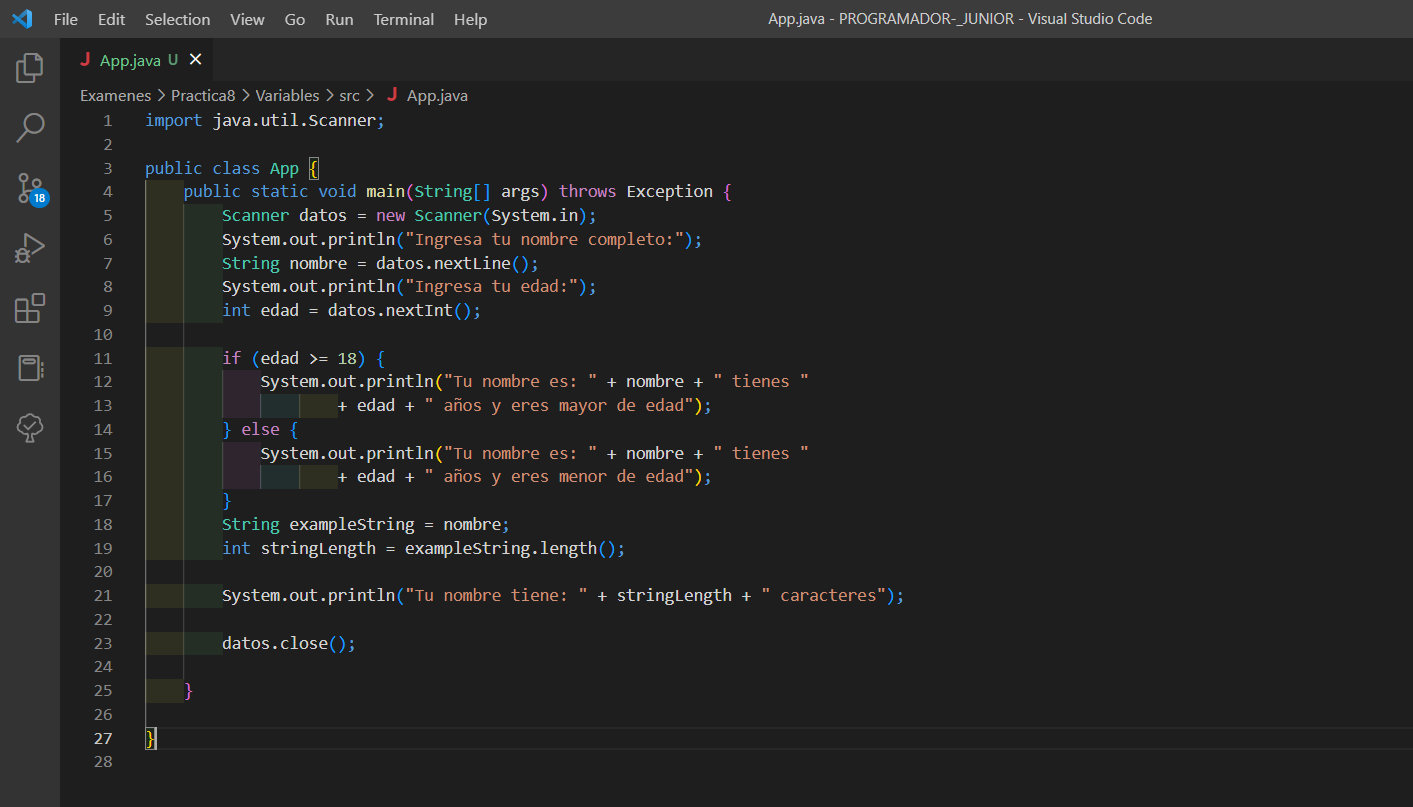 File Edit Selection View Go Run Terminal Help App.java - PROGRAMADOR-_JUNIOR - Visual Studio Code
J App.java U ×
Examenes > Practica8 > Variables > src > J App.java
18
1 import java.util.Scanner;
2
3 public class App {
4     public static void main(String[] args) throws Exception {
5         Scanner datos = new Scanner(System.in);
6         System.out.println("Ingresa tu nombre completo:");
7         String nombre = datos.nextLine();
8         System.out.println("Ingresa tu edad:");
9         int edad = datos.nextInt();
10
11         if (edad >= 18) {
12             System.out.println("Tu nombre es: " + nombre + " tienes "
13                     + edad + " años y eres mayor de edad");
14         } else {
15             System.out.println("Tu nombre es: " + nombre + " tienes "
16                     + edad + " años y eres menor de edad");
17         }
18         String exampleString = nombre;
19         int stringLength = exampleString.length();
20
21         System.out.println("Tu nombre tiene: " + stringLength + " caracteres");
22
23         datos.close();
24
25     }
26
27 }
28